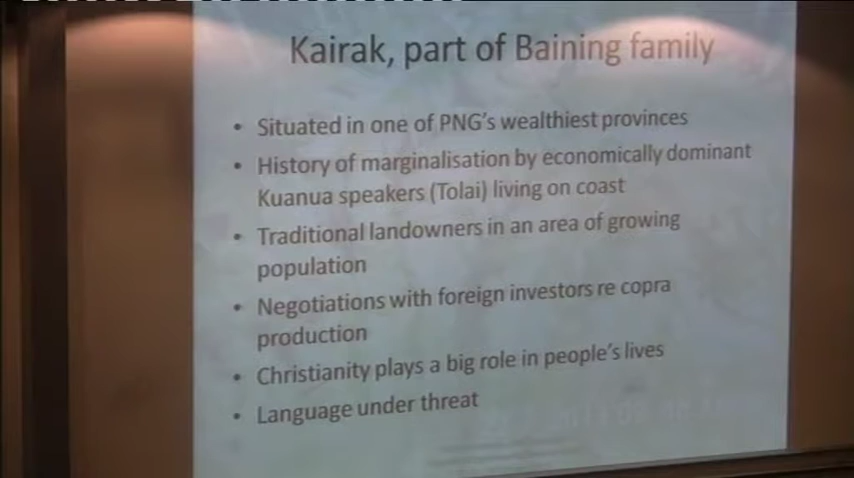 Kairak, part of Baining family
• Situated in one of PNG's wealthiest provinces
• History of marginalisation by economically dominant
Kuanua speakers (Tolai) living on coast
• Traditional landowners in an area of growing
population
• Negotiations with foreign investors re copra
production
• Christianity plays a big role in people's lives
• Language under threat